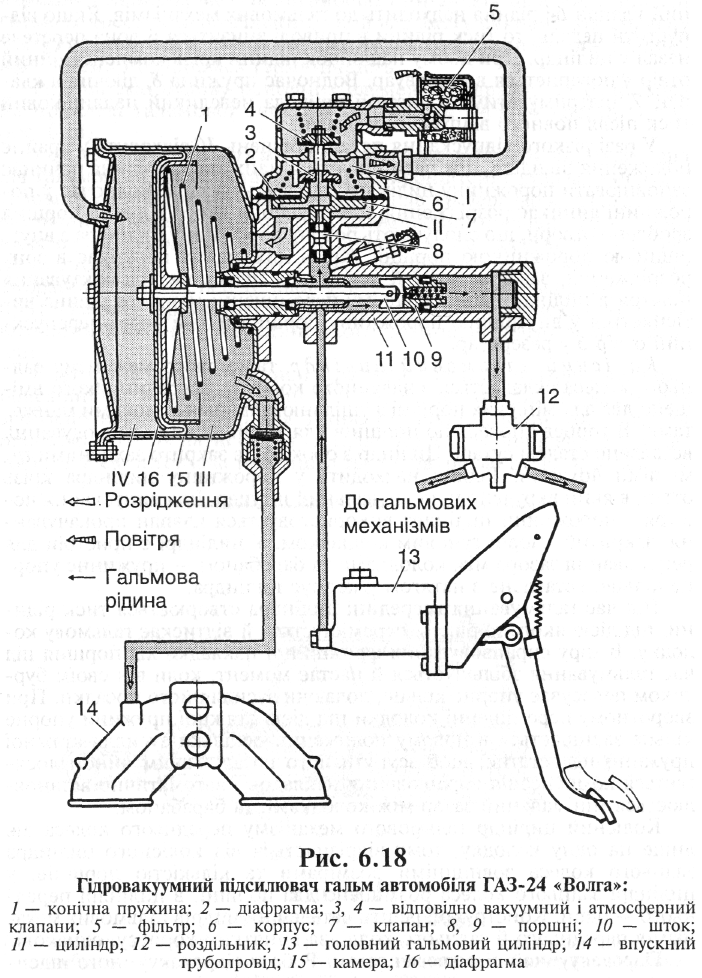 5
1
4
3
2
I
6
7
II
8
11 10 9
12
IV 16 15 III
Розрідження
Повітря
Гальмова
рідина
До гальмових
механізмів
13
14
Рис. 6.18
Гідровакуумний підсилювач гальм автомобіля ГАЗ-24 «Волга»:
1 — конічна пружина; 2 — діафрагма; 3, 4 — відповідно вакуумний і атмосферний
клапани; 5 — фільтр; 6 — корпус; 7 — клапан; 8, 9 — поршні; 10 — шток;
11 — циліндр; 12 — роздільник; 13 — головний гальмовий циліндр; 14 — впускний
трубопровід; 15 — камера; 16 — діафрагма